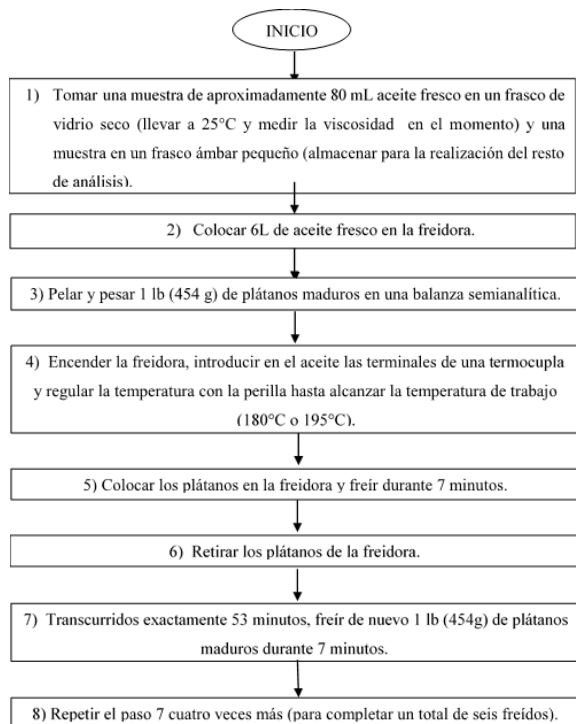 INICIO
1) Tomar una muestra de aproximadamente 80 mL aceite fresco en un frasco de
vidrio seco (llevar a 25°C y medir la viscosidad en el momento) y una
muestra en un frasco ámbar pequeño (almacenar para la realización del resto
de análisis).
2) Colocar 6L de aceite fresco en la freidora.
3) Pelar y pesar 1 lb (454 g) de plátanos maduros en una balanza semianalítica.
4) Encender la freidora, introducir en el aceite las terminales de una termocupla
y regular la temperatura con la perilla hasta alcanzar la temperatura de trabajo
(180°C o 195°C).
5) Colocar los plátanos en la freidora y freír durante 7 minutos.
6) Retirar los plátanos de la freidora.
7) Transcurridos exactamente 53 minutos, freír de nuevo 1 lb (454g) de plátanos
maduros durante 7 minutos.
8) Repetir el paso 7 cuatro veces más (para completar un total de seis freídos).